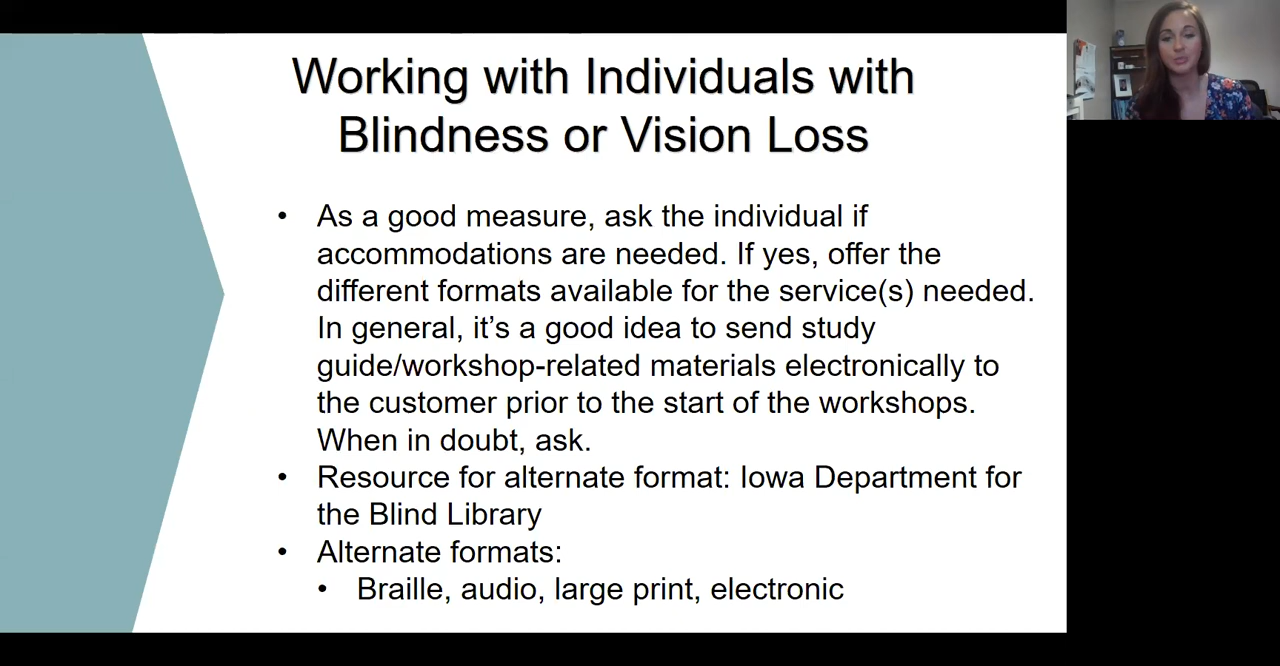 Working with Individuals with
Blindness or Vision Loss
• As a good measure, ask the individual if
accommodations are needed. If yes, offer the
different formats available for the service(s) needed.
In general, it’s a good idea to send study
guide/workshop-related materials electronically to
the customer prior to the start of the workshops.
When in doubt, ask.
• Resource for alternate format: Iowa Department for
the Blind Library
• Alternate formats:
• Braille, audio, large print, electronic